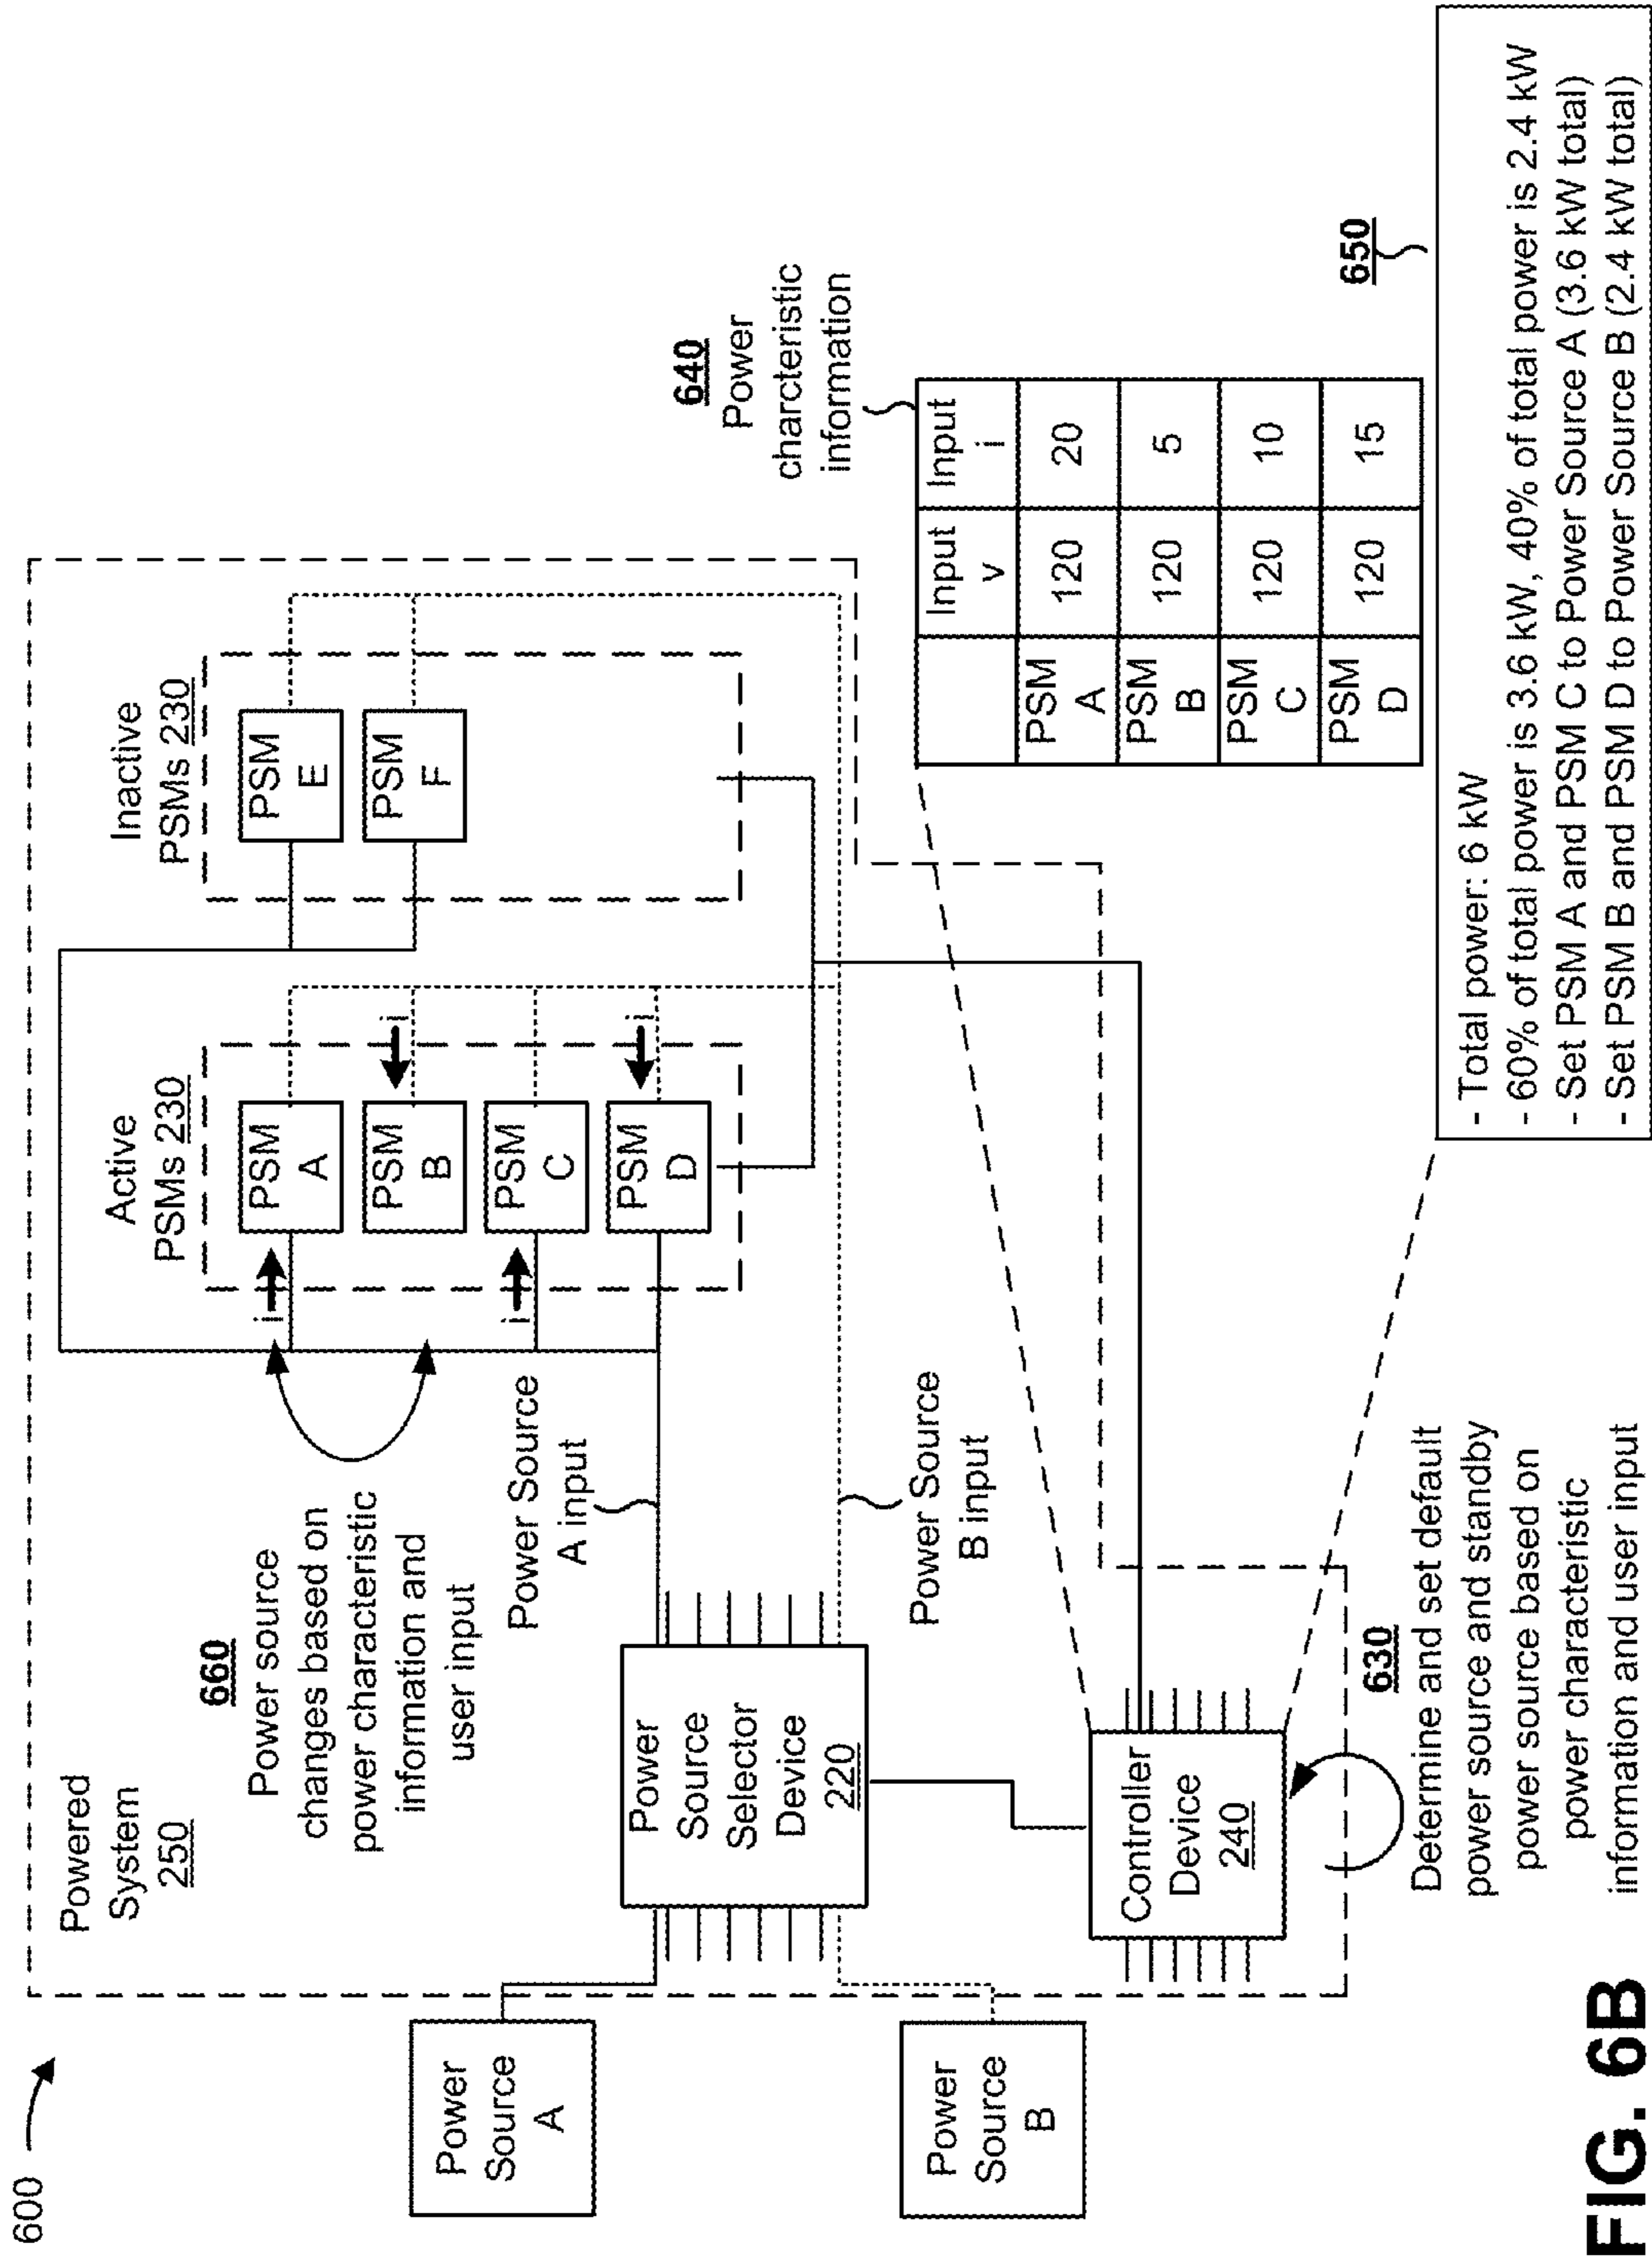 600
Powered
System
250
660
Power source
changes based on
power characteristic
information and
user input
Active
PSMs 230
Inactive
PSMs 230
PSM
A
PSM
B
PSM
C
PSM
D
PSM
E
PSM
F
i
i
i
i
Power Source
A input
Power Source
B input
Power
Source
A
Power
Source
B
Power
Source
Selector
Device
220
Controller
Device
240
630
Determine and set default
power source and standby
power source based on
power characteristic
information and user input
640
Power
charcteristic
information
Input v Input i
PSM A 120 20
PSM B 120 5
PSM C 120 10
PSM D 120 15
650
- Total power: 6 kW
- 60% of total power is 3.6 kW, 40% of total power is 2.4 kW
- Set PSM A and PSM C to Power Source A (3.6 kW total)
- Set PSM B and PSM D to Power Source B (2.4 kW total)
FIG. 6B